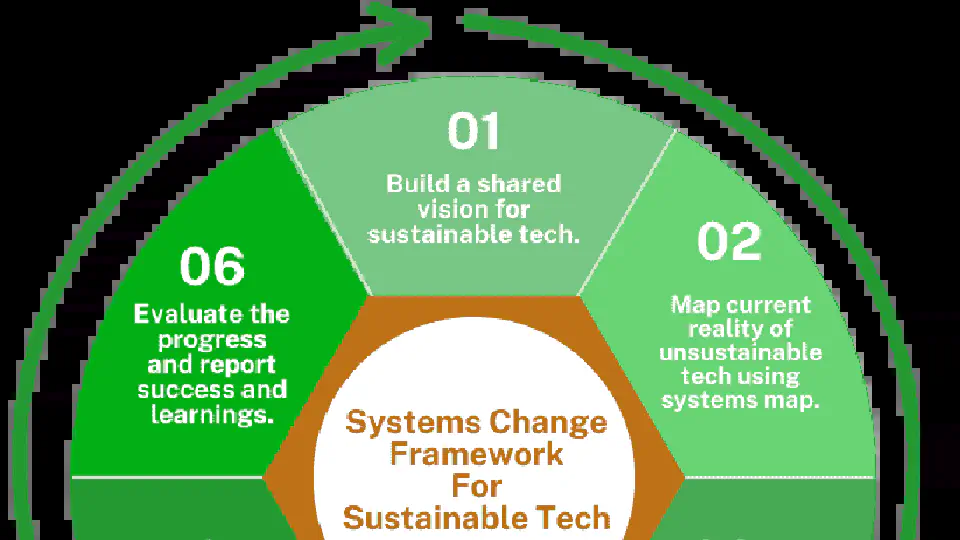 01
Build a shared
vision for
sustainable tech.
02
Map current
reality of
unsustainable
tech using
systems map.
06
Evaluate the
progress
and report
success and
learnings.
Systems Change
Framework
For
Sustainable Tech